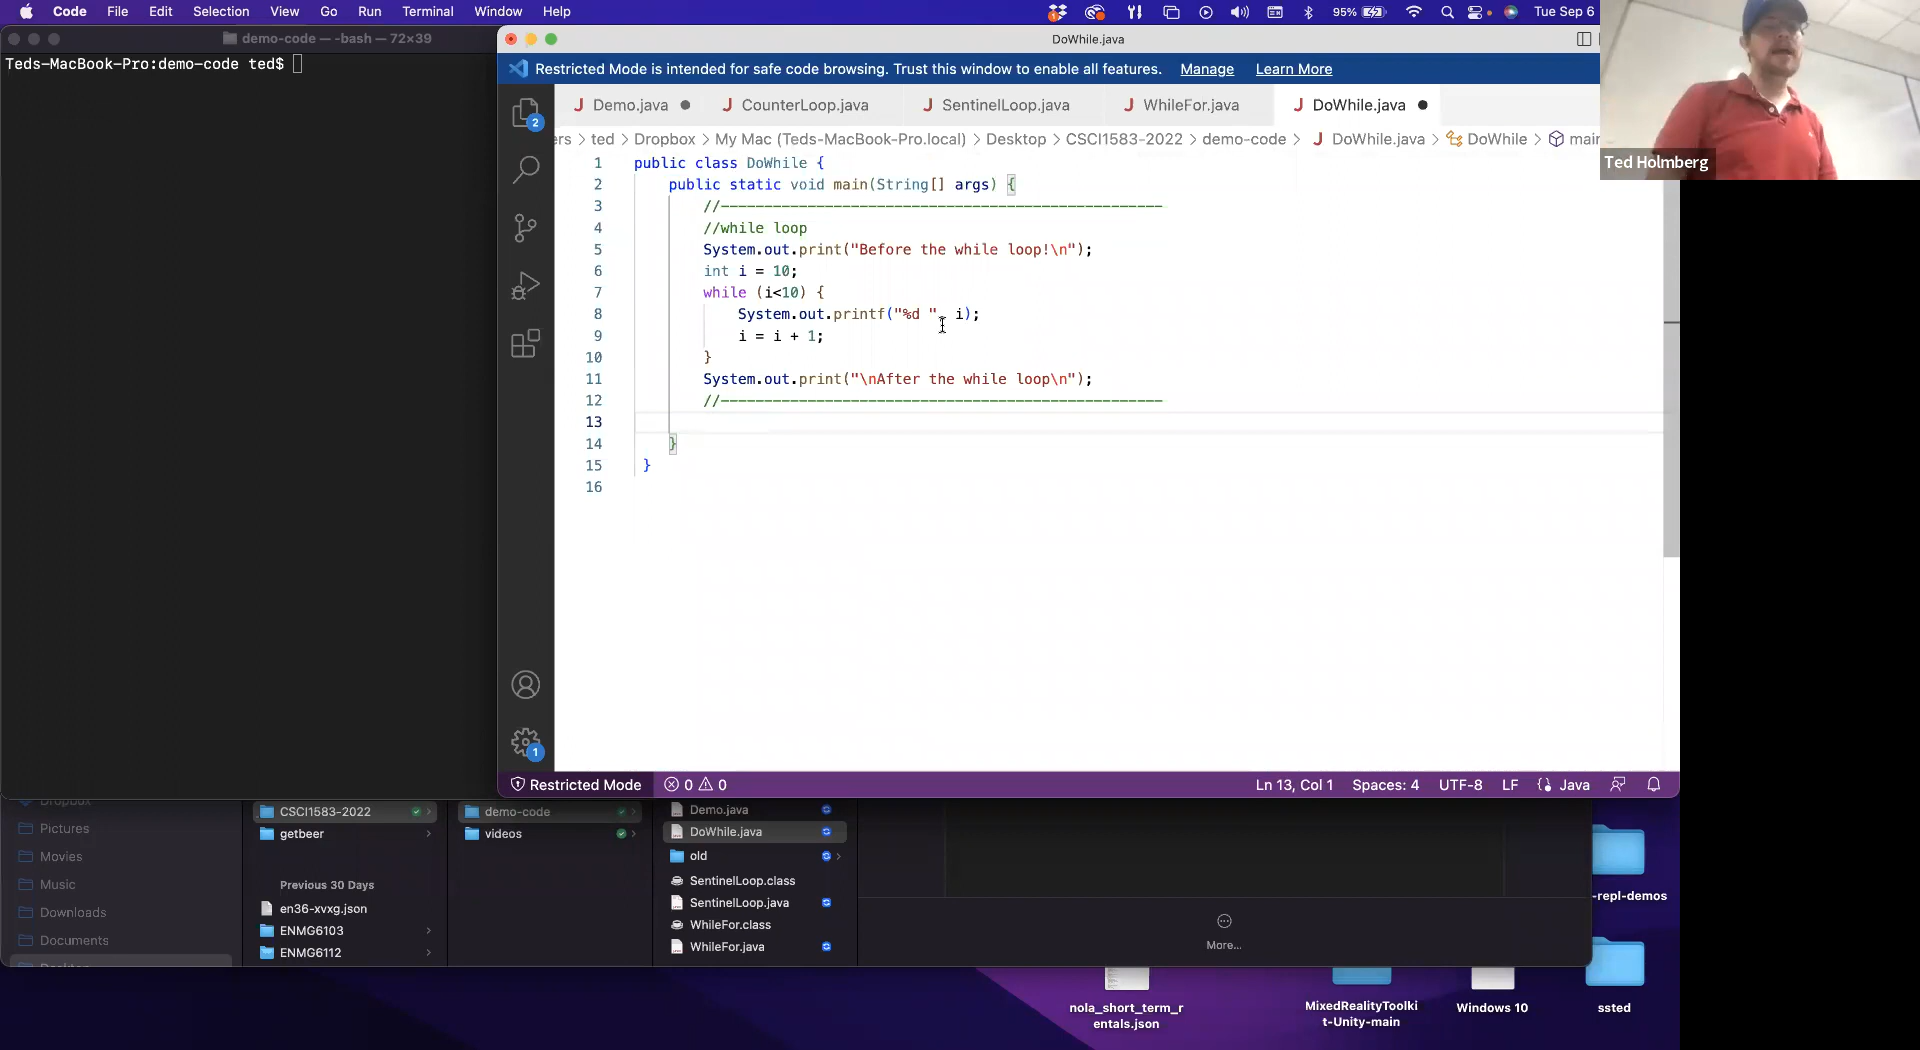 Code File Edit Selection View Go Run Terminal Window Help 95% Tue Sep 6
demo-code — -bash — 72×39
Teds-MacBook-Pro:demo-code ted$
DoWhile.java
Restricted Mode is intended for safe code browsing. Trust this window to enable all features. Manage Learn More
2
Demo.java CounterLoop.java SentinelLoop.java WhileFor.java DoWhile.java
ers > ted > Dropbox > My Mac (Teds-MacBook-Pro.local) > Desktop > CSCI1583-2022 > demo-code > DoWhile.java > DoWhile > main
1 public class DoWhile {
2 public static void main(String[] args) {
3 //---------------------------------------------------
4 //while loop
5 System.out.print("Before the while loop!\n");
6 int i = 10;
7 while (i<10) {
8 System.out.printf("%d ", i);
9 i = i + 1;
10 }
11 System.out.print("\nAfter the while loop\n");
12 //---------------------------------------------------
13
14 }
15 }
16
Ted Holmberg
1
Restricted Mode 0 0 Ln 13, Col 1 Spaces: 4 UTF-8 LF Java
Dropbox
Pictures
Movies
Music
Downloads
Documents
Desktop
CSCI1583-2022
getbeer
Previous 30 Days
en36-xvxg.json
ENMG6103
ENMG6112
demo-code
videos
Demo.java
DoWhile.java
old
SentinelLoop.class
SentinelLoop.java
WhileFor.class
WhileFor.java
More...
-repl-demos
nola_short_term_r
entals.json
MixedRealityToolki
t-Unity-main
Windows 10
ssted